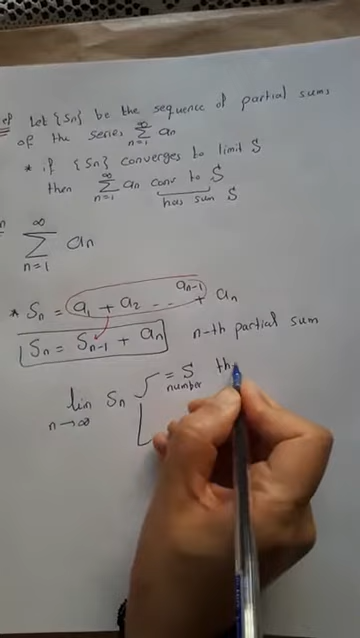 Def Let {Sn} be the sequence of partial sums
of the series ∞ Σ n=1 an
* if {Sn} converges to limit S
then ∞ Σ n=1 an conv to S
has sum S
∞ Σ n=1 an
* Sn = a1 + a2 ... an-1 + an
Sn = Sn-1 + an n-th partial sum
lim n→∞ Sn = S number th